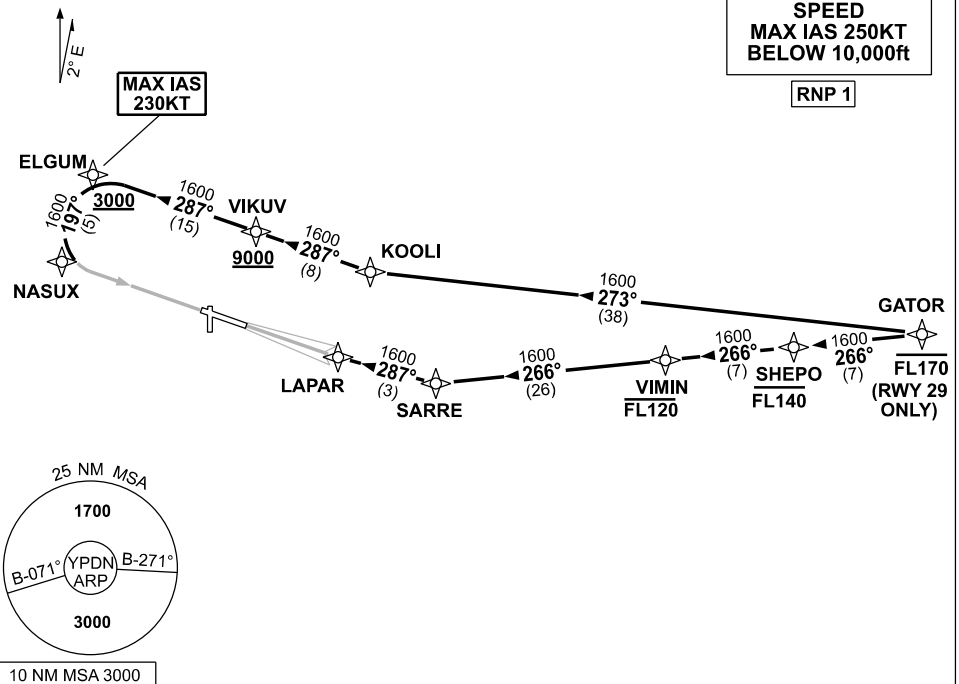 2° E
SPEED
MAX IAS 250KT
BELOW 10,000ft
RNP 1
MAX IAS
230KT
ELGUM
3000
1600
287°
(15)
VIKUV
9000
1600
287°
(8)
KOOLI
1600
273°
(38)
GATOR
FL170
(RWY 29
ONLY)
1600
197°
(5)
NASUX
LAPAR
1600
287°
(3)
SARRE
1600
266°
(26)
VIMIN
FL120
1600
266°
(7)
SHEPO
FL140
1600
266°
(7)
25 NM MSA
1700
B-071°
YPDN
ARP
B-271°
3000
10 NM MSA 3000